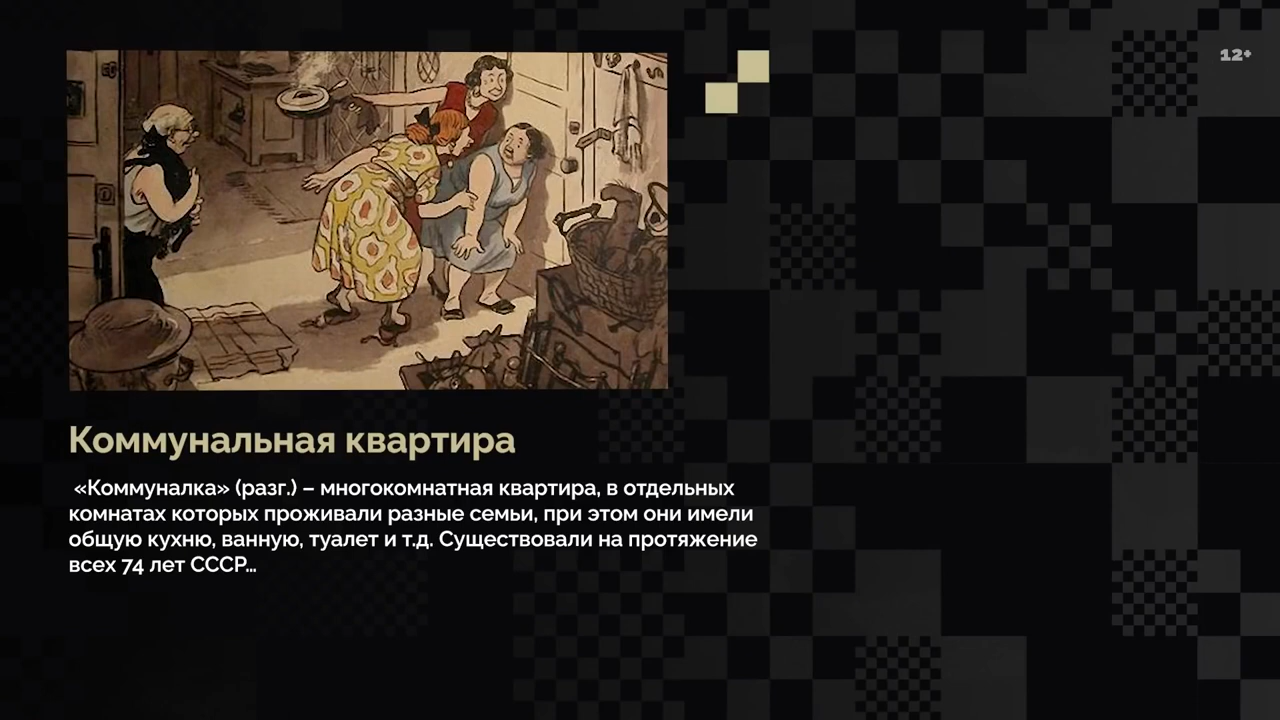 12+
Коммунальная квартира
«Коммуналка» (разг.) – многокомнатная квартира, в отдельных
комнатах которых проживали разные семьи, при этом они имели
общую кухню, ванную, туалет и т.д. Существовали на протяжение
всех 74 лет СССР...